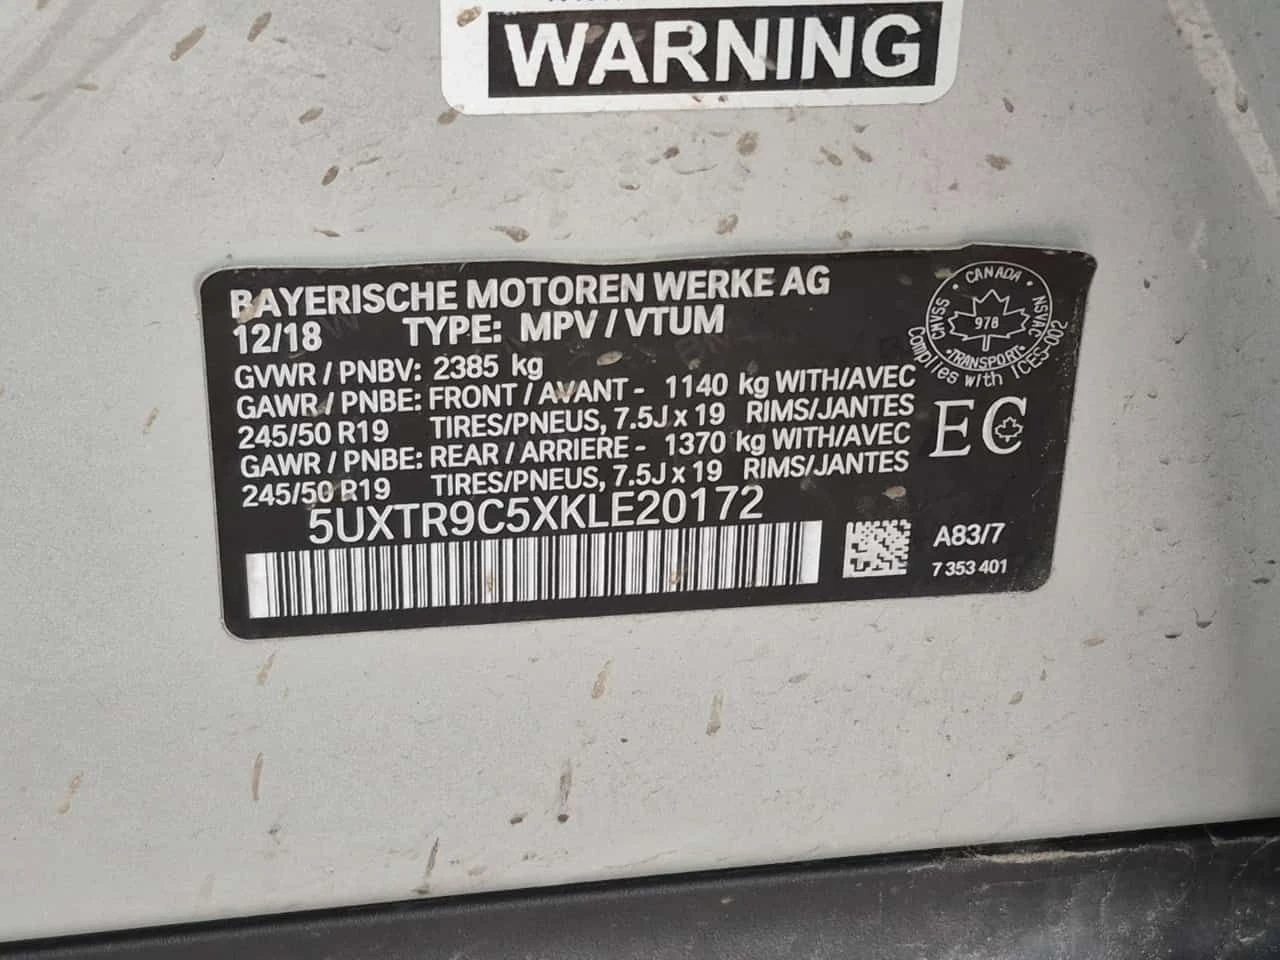 WARNING
BAYERISCHE MOTOREN WERKE AG
12/18 TYPE: MPV / VTUM
GVWR / PNBV: 2385 kg
GAWR / PNBE: FRONT / AVANT - 1140 kg WITH/AVEC
245/50 R19 TIRES/PNEUS, 7.5J x 19 RIMS/JANTES
GAWR / PNBE: REAR / ARRIERE - 1370 kg WITH/AVEC
245/50 R19 TIRES/PNEUS, 7.5J x 19 RIMS/JANTES
5UXTR9C5XKLE20172
CANADA
CMVSS
NSVAC
978
TRANSPORT
Complies with ICES-002
EC
A83/7
7 353 401